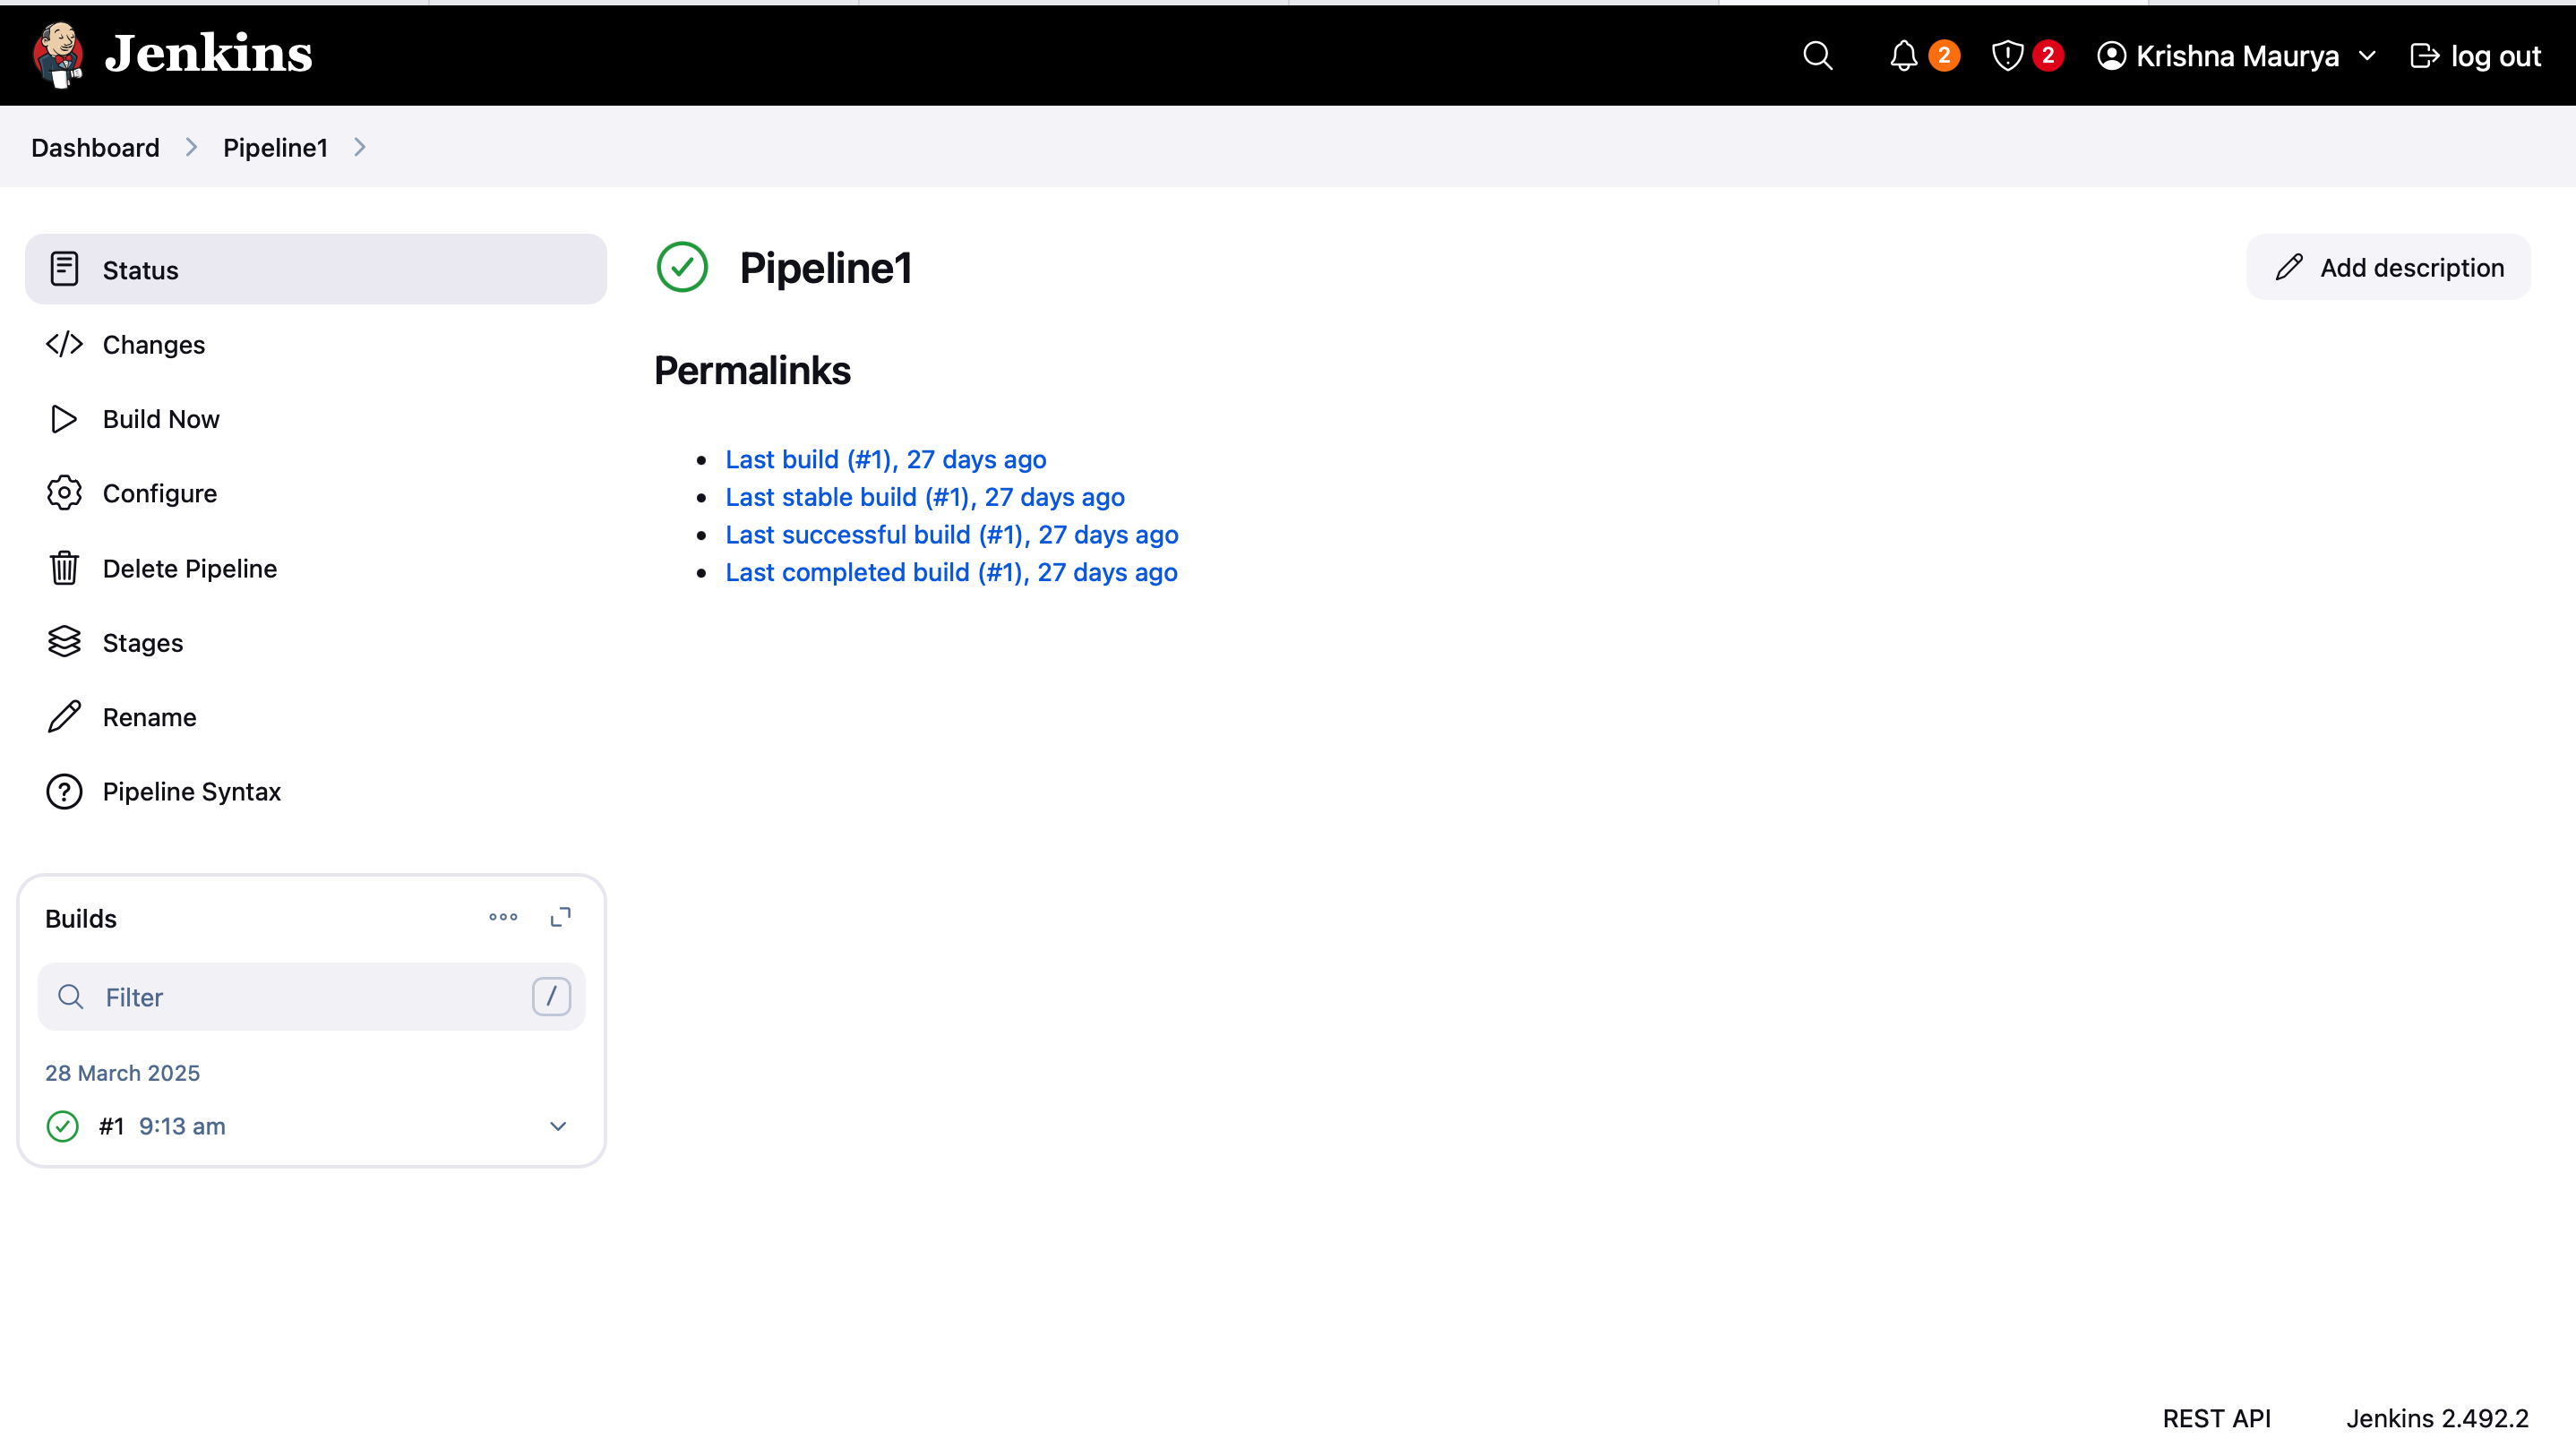 Jenkins
2
2
Krishna Maurya
log out
Dashboard
Pipeline1
Status
Changes
Build Now
Configure
Delete Pipeline
Stages
Rename
Pipeline Syntax
Pipeline1
Add description
Permalinks
Last build (#1), 27 days ago
Last stable build (#1), 27 days ago
Last successful build (#1), 27 days ago
Last completed build (#1), 27 days ago
Builds
Filter
/
28 March 2025
#1 9:13 am
REST API
Jenkins 2.492.2